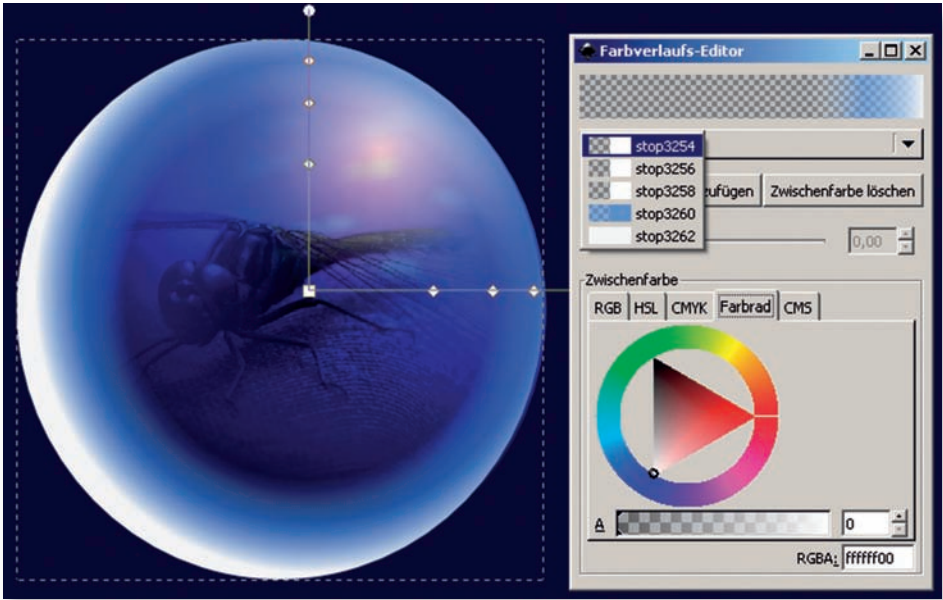 Farbverlaufs-Editor
stop3254
stop3256
stop3258
stop3260
stop3262
zufügen Zwischenfarbe löschen
0,00
Zwischenfarbe
RGB HSL CMYK Farbrad CMS
A 0
RGBA: ffffff00